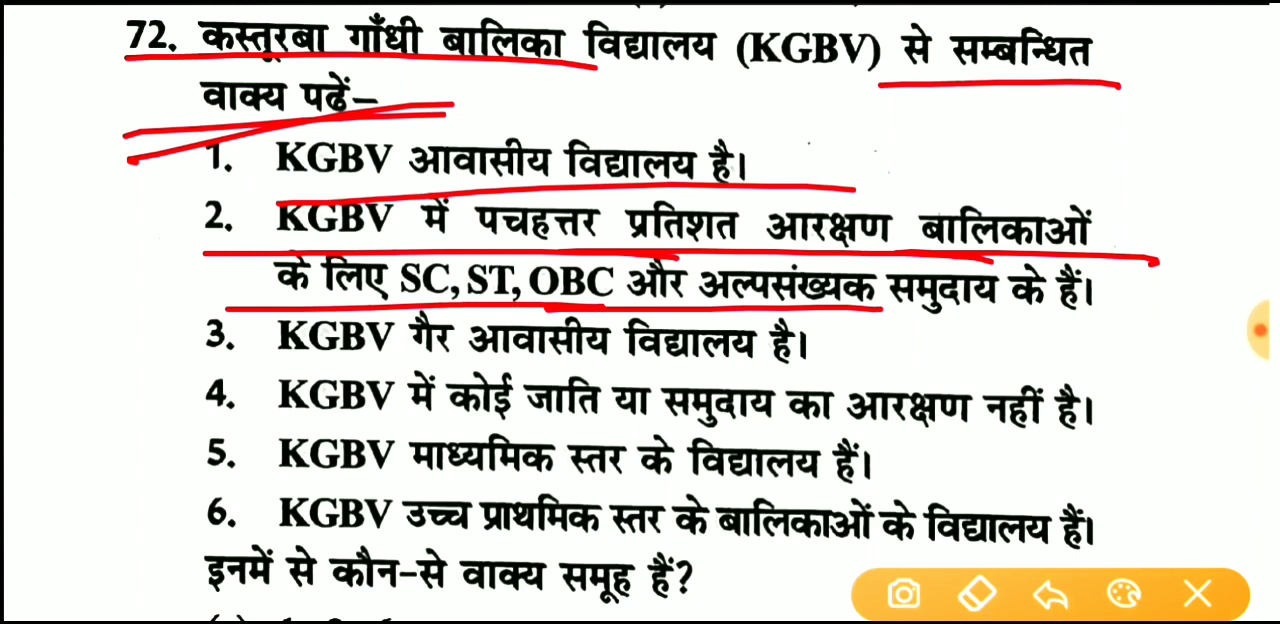 72. कस्तूरबा गाँधी बालिका विद्यालय (KGBV) से सम्बन्धित
वाक्य पढें–
1. KGBV आवासीय विद्यालय है।
2. KGBV में पचहत्तर प्रतिशत आरक्षण बालिकाओं
के लिए SC, ST, OBC और अल्पसंख्यक समुदाय के हैं।
3. KGBV गैर आवासीय विद्यालय है।
4. KGBV में कोई जाति या समुदाय का आरक्षण नहीं है।
5. KGBV माध्यमिक स्तर के विद्यालय हैं।
6. KGBV उच्च प्राथमिक स्तर के बालिकाओं के विद्यालय हैं।
इनमें से कौन-से वाक्य समूह हैं?